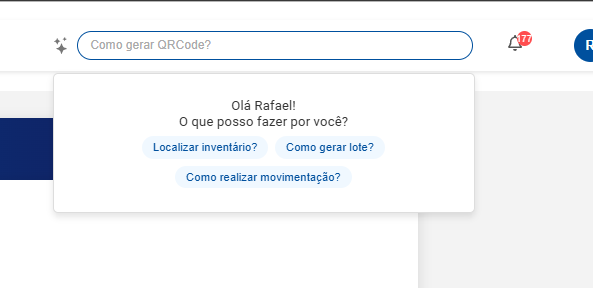 Como gerar QRCode?
177
R
Olá Rafael!
O que posso fazer por você?
Localizar inventário?
Como gerar lote?
Como realizar movimentação?